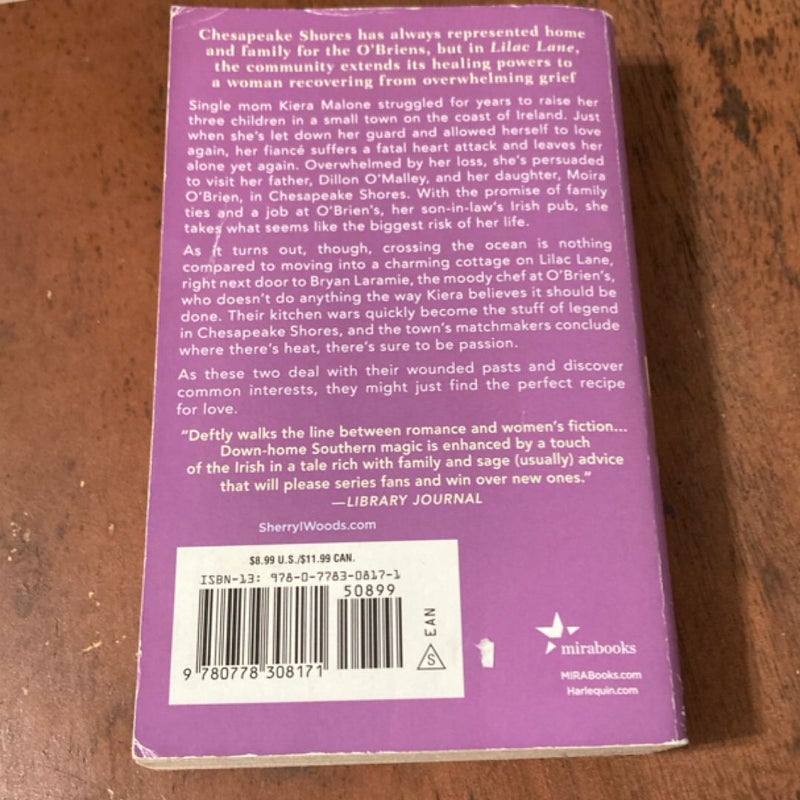 Chesapeake Shores has always represented home
and family for the O'Briens, but in Lilac Lane,
the community extends its healing powers to
a woman recovering from overwhelming grief
Single mom Kiera Malone struggled for years to raise her
three children in a small town on the coast of Ireland. Just
when she's let down her guard and allowed herself to love
again, her fiancé suffers a fatal heart attack and leaves her
alone yet again. Overwhelmed by her loss, she's persuaded
to visit her father, Dillon O'Malley, and her daughter, Moira
O'Brien, in Chesapeake Shores. With the promise of family
ties and a job at O'Brien's, her son-in-law's Irish pub, she
takes what seems like the biggest risk of her life.
As it turns out, though, crossing the ocean is nothing
compared to moving into a charming cottage on Lilac Lane,
right next door to Bryan Laramie, the moody chef at O'Brien's,
who doesn't do anything the way Kiera believes it should be
done. Their kitchen wars quickly become the stuff of legend
in Chesapeake Shores, and the town's matchmakers conclude
where there's heat, there's sure to be passion.
As these two deal with their wounded pasts and discover
common interests, they might just find the perfect recipe
for love.
"Deftly walks the line between romance and women's fiction...
Down-home Southern magic is enhanced by a touch
of the Irish in a tale rich with family and sage (usually) advice
that will please series fans and win over new ones."
—LIBRARY JOURNAL
SherrylWoods.com
$8.99 U.S./$11.99 CAN.
ISBN-13: 978-0-7783-0817-1
50899
EAN
S
9 780778 308171
mirabooks
MIRABooks.com
Harlequin.com